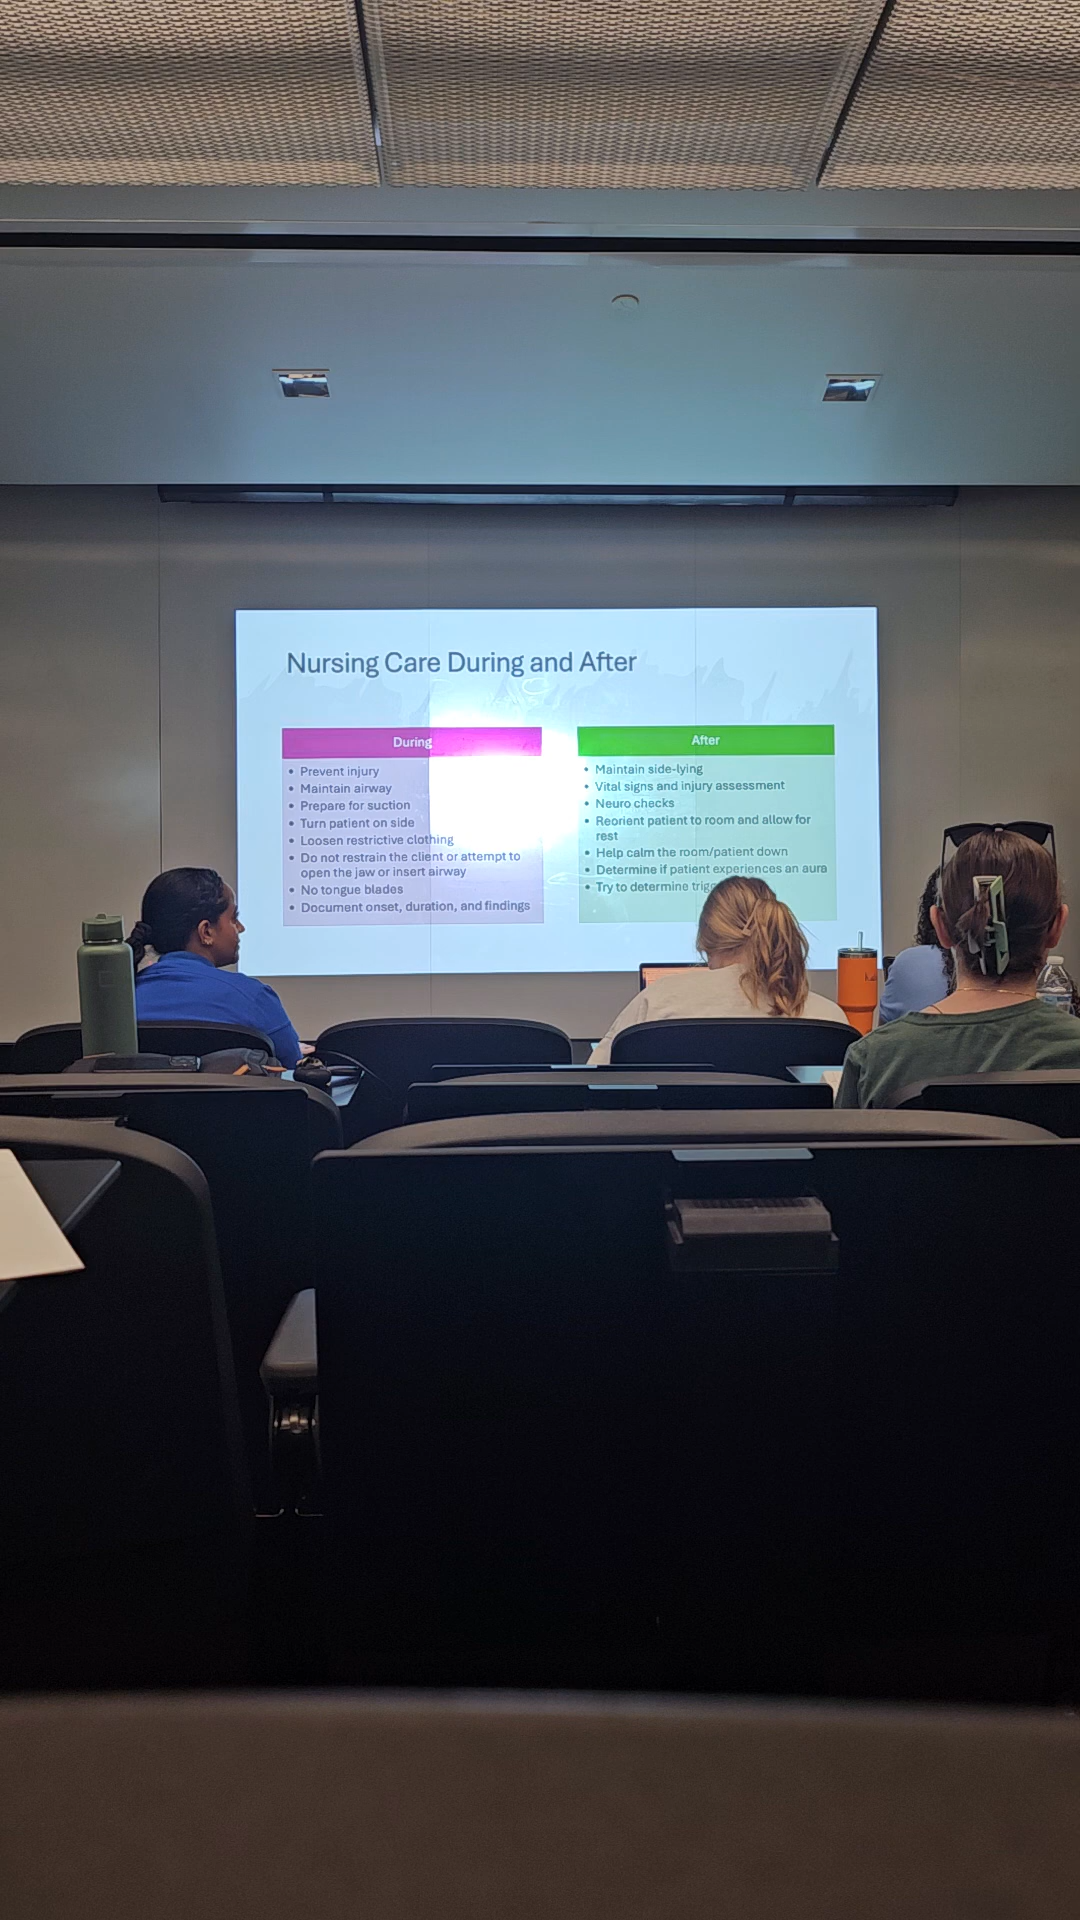 Nursing Care During and After
During
• Prevent injury
• Maintain airway
• Prepare for suction
• Turn patient on side
• Loosen restrictive clothing
• Do not restrain the client or attempt to
open the jaw or insert airway
• No tongue blades
• Document onset, duration, and findings
After
• Maintain side-lying
• Vital signs and injury assessment
• Neuro checks
• Reorient patient to room and allow for
rest
• Help calm the room/patient down
• Determine if patient experiences an aura
• Try to determine